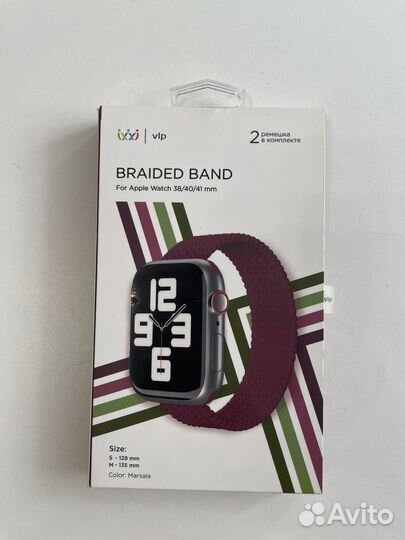 vlp
2 ремешка
в комплекте
BRAIDED BAND
For Apple Watch 38/40/41 mm
vlp
12
9 3
6
Size:
S - 128 mm
M - 135 mm
Color: Marsala
Avito